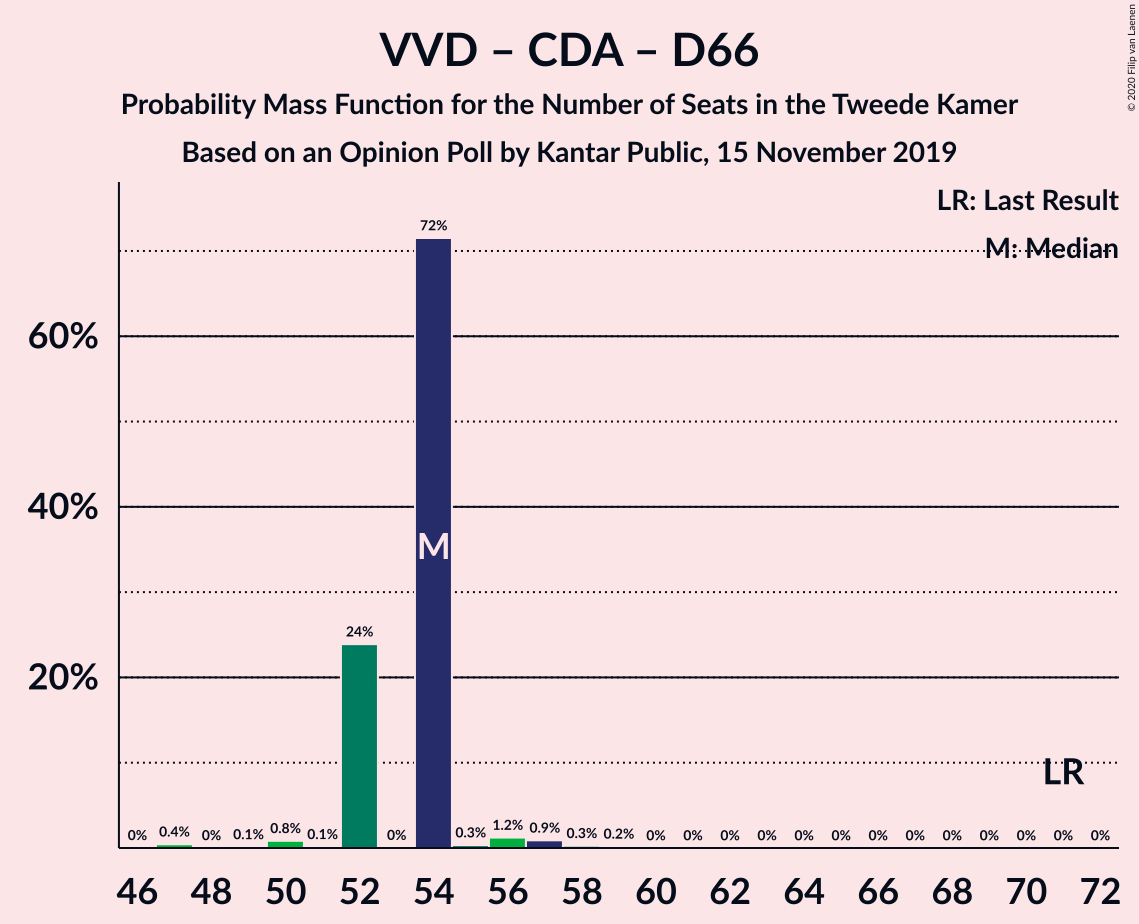 VVD – CDA – D66
Probability Mass Function for the Number of Seats in the Tweede Kamer
Based on an Opinion Poll by Kantar Public, 15 November 2019
© 2020 Filip van Laenen
LR: Last Result
M: Median
60%
40%
20%
0% 0.4% 0% 0.1% 0.8% 0.1% 24% 0% 72% 0.3% 1.2% 0.9% 0.3% 0.2% 0% 0% 0% 0% 0% 0% 0% 0% 0% 0% 0% 0% 0%
M
LR
46 48 50 52 54 56 58 60 62 64 66 68 70 72